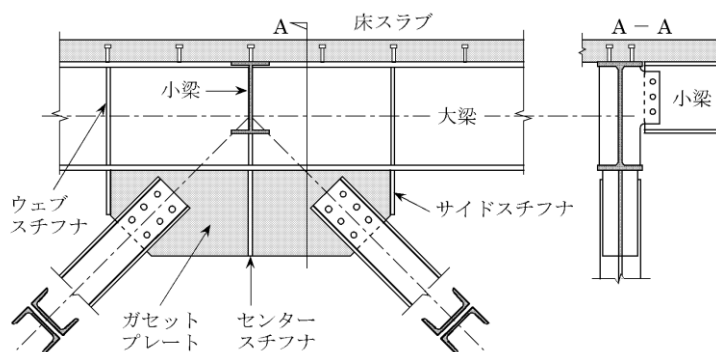 A
床スラブ
A－A
小梁
大梁
小梁
ウェブ
スチフナ
サイドスチフナ
ガセット
プレート
センター
スチフナ